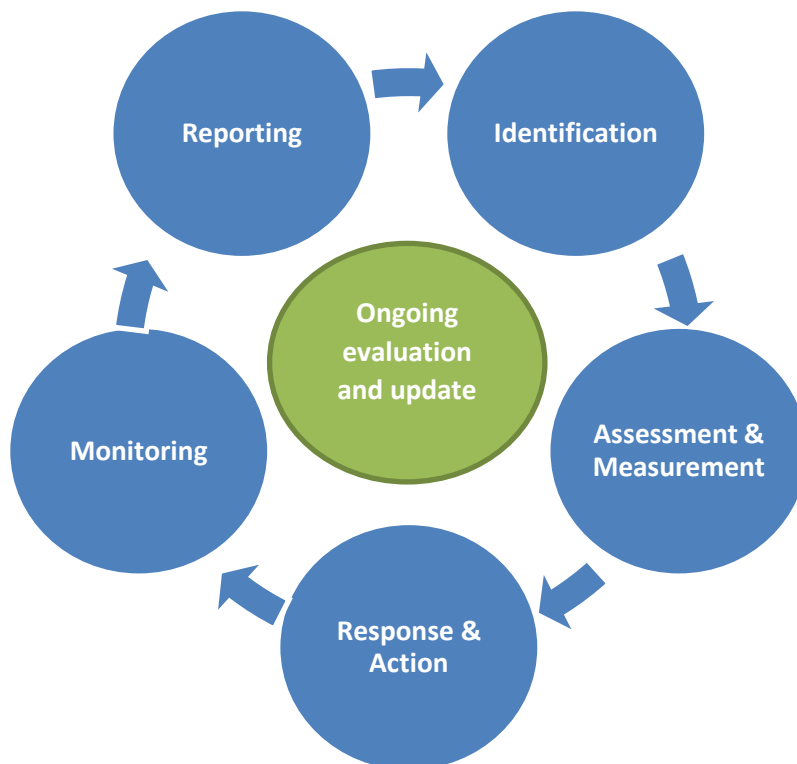 Reporting
Identification
Ongoing
evaluation
and update
Monitoring
Assessment &
Measurement
Response &
Action